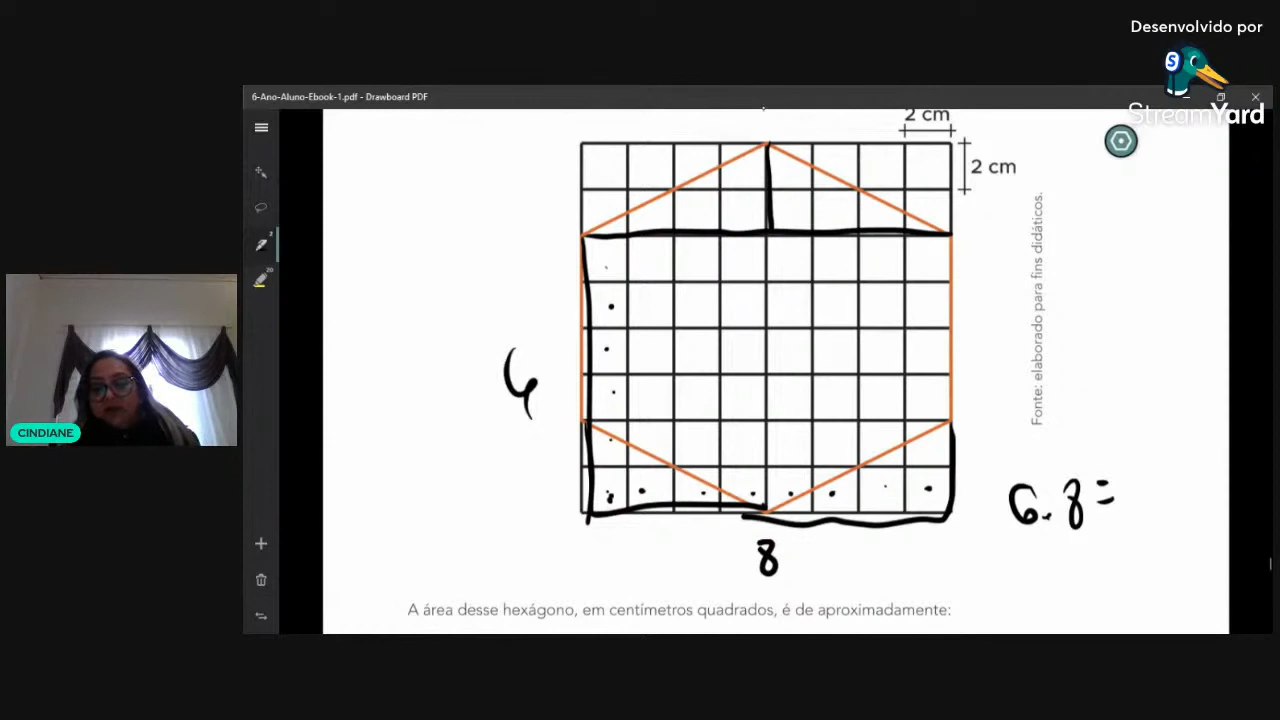 Desenvolvido por
StreamYard
6-Ano-Aluno-Ebook-1.pdf - Drawboard PDF
2 cm
2 cm
Fonte: elaborado para fins didáticos.
6
6.8=
8
CINDIANE
A área desse hexágono, em centímetros quadrados, é de aproximadamente: